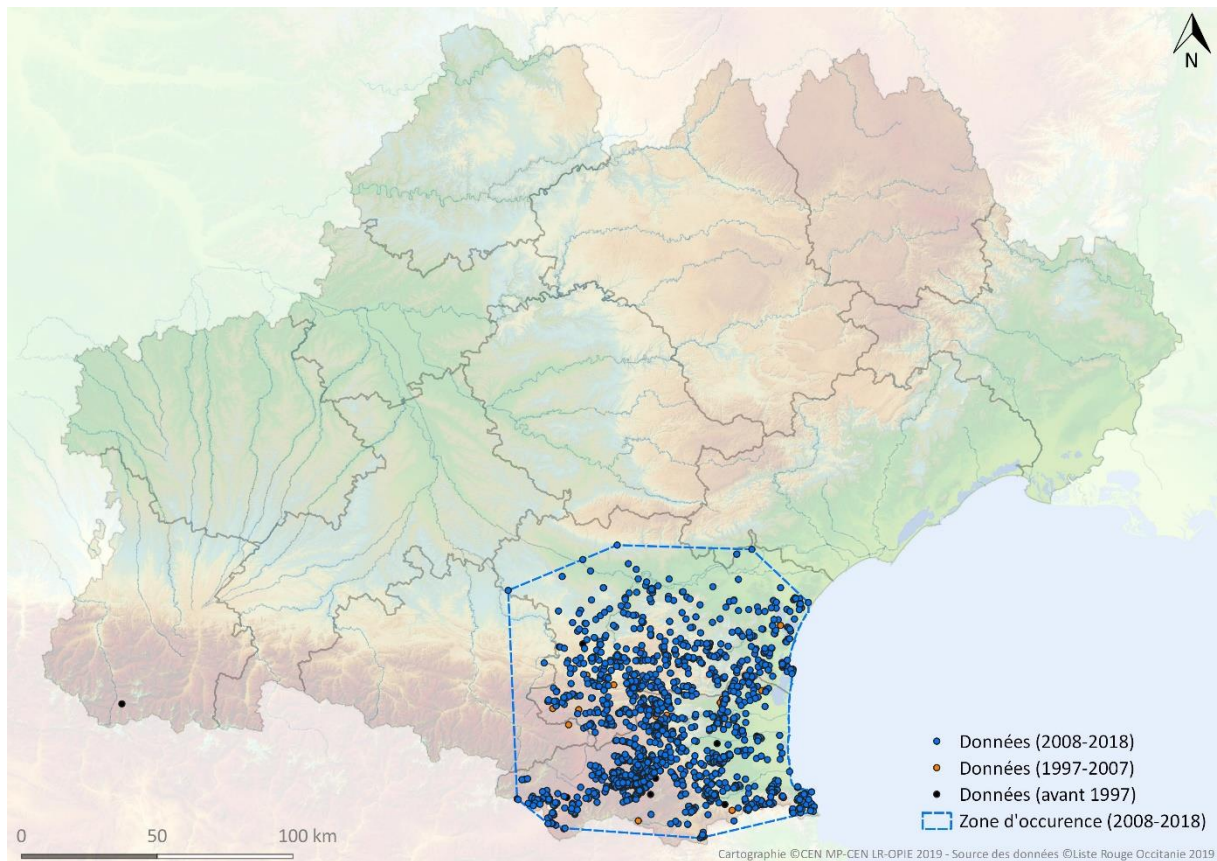 N
Données (2008-2018)
Données (1997-2007)
Données (avant 1997)
Zone d'occurence (2008-2018)
0 50 100 km
Cartographie ©CEN MP-CEN LR-OPIE 2019 - Source des données ©Liste Rouge Occitanie 2019